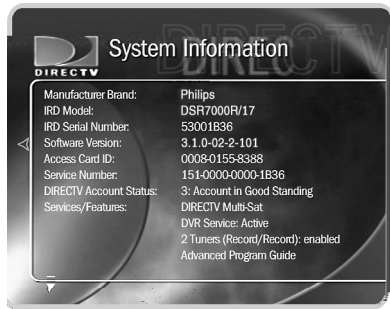 DIRECTV
System Information
Manufacturer Brand: Philips
IRD Model: DSR7000R/17
IRD Serial Number: 53001B36
Software Version: 3.1.0-02-2-101
Access Card ID: 0008-0155-8388
Service Number: 151-0000-0000-1B36
DIRECTV Account Status: 3: Account in Good Standing
Services/Features: DIRECTV Multi-Sat
DVR Service: Active
2 Tuners (Record/Record): enabled
Advanced Program Guide